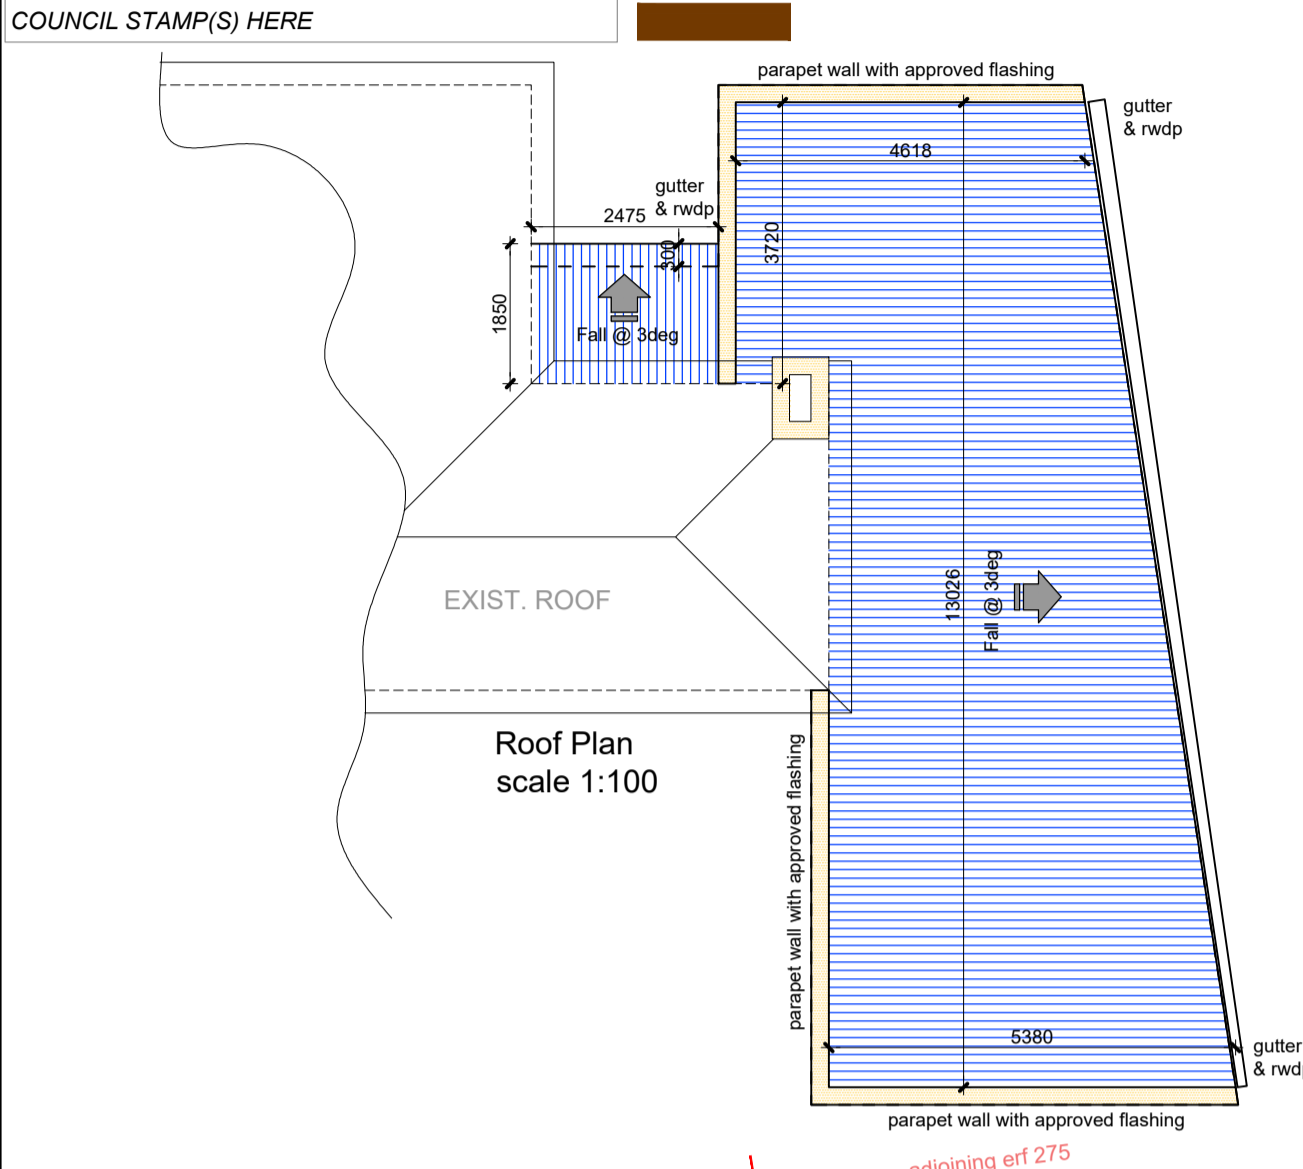 COUNCIL STAMP(S) HERE
parapet wall with approved flashing
gutter
& rwdp
4618
gutter
& rwdp
2475
300
3720
1850
Fall @ 3deg
13026
Fall @ 3deg
EXIST. ROOF
Roof Plan
scale 1:100
parapet wall with approved flashing
5380
gutter
& rwd
parapet wall with approved flashing
adjoining erf 275